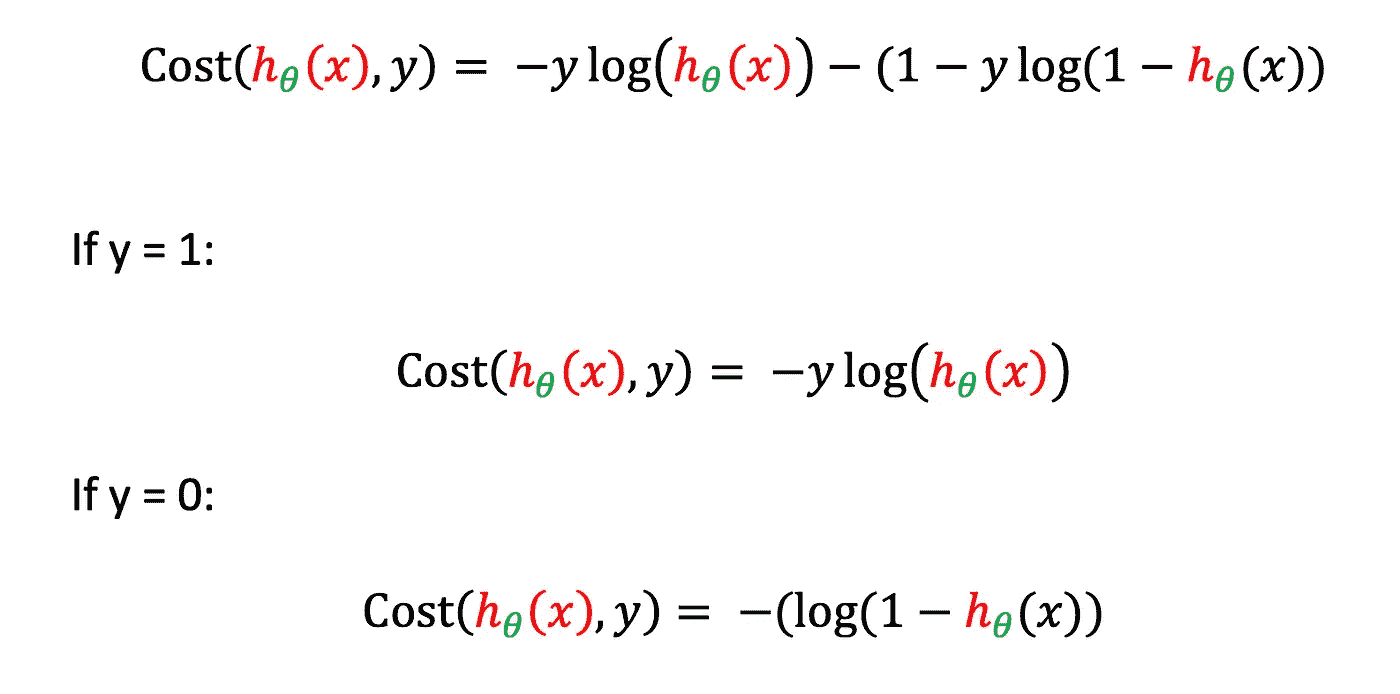 Cost(hθ(x), y) = −y log(hθ(x)) − (1 − y log(1 − hθ(x))
If y = 1:
Cost(hθ(x), y) = −y log(hθ(x))
If y = 0:
Cost(hθ(x), y) = −(log(1 − hθ(x))